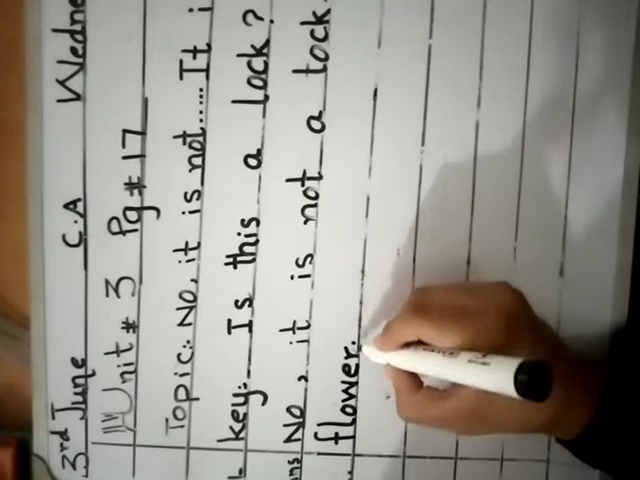 3rd June C.A Wedne
Unit # 3 Pg # 17
Topic: No, it is not..... It i
key:- Is this a lock?
ns No, it is not a lock.
flower: